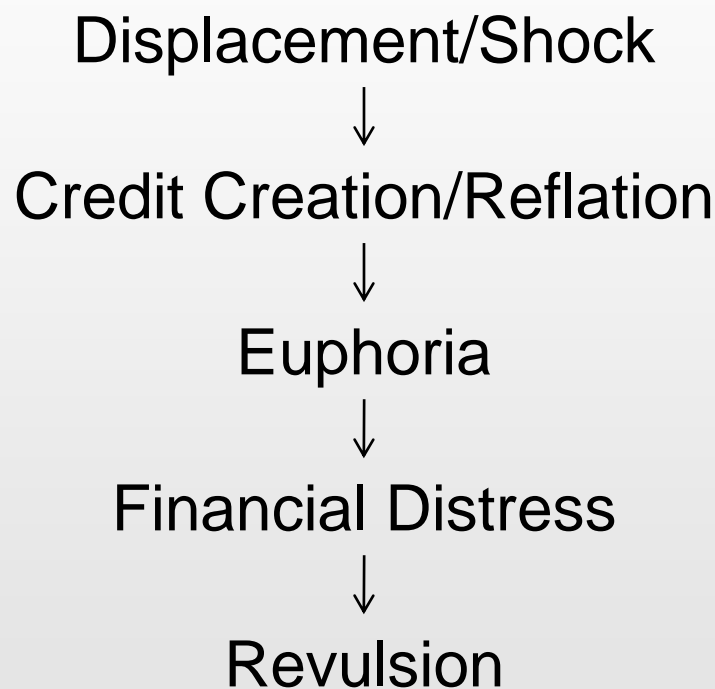 Displacement/Shock
Credit Creation/Reflation
Euphoria
Financial Distress
Revulsion